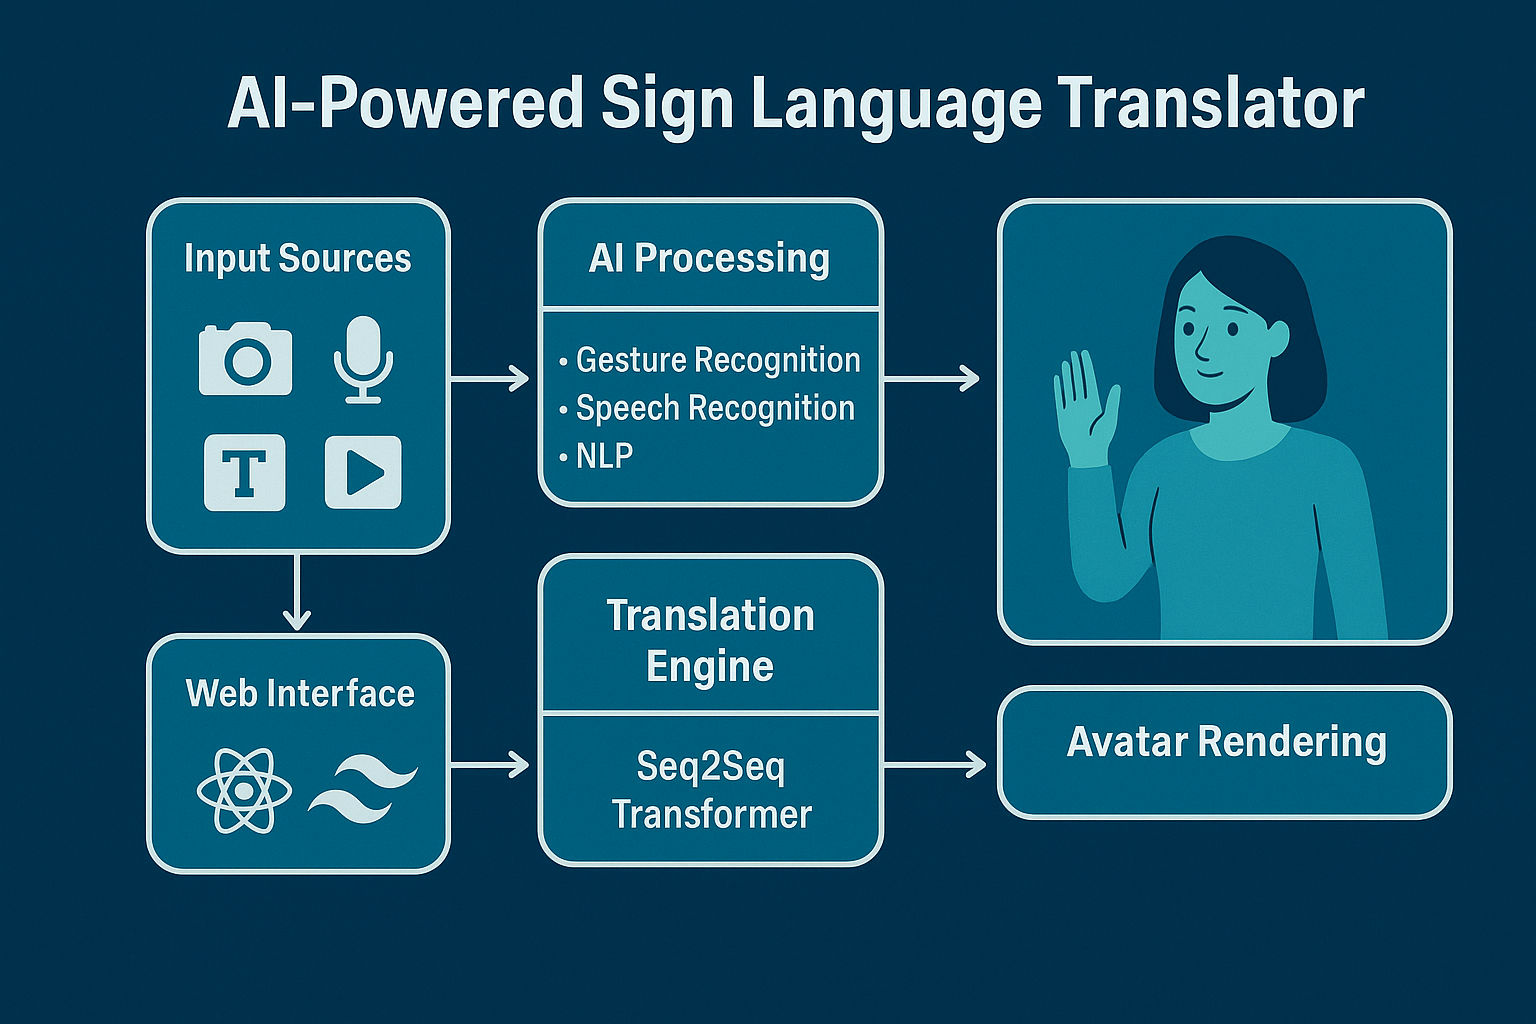 AI-Powered Sign Language Translator
Input Sources
T
AI Processing
• Gesture Recognition
• Speech Recognition
• NLP
Web Interface
Translation
Engine
Seq2Seq
Transformer
Avatar Rendering